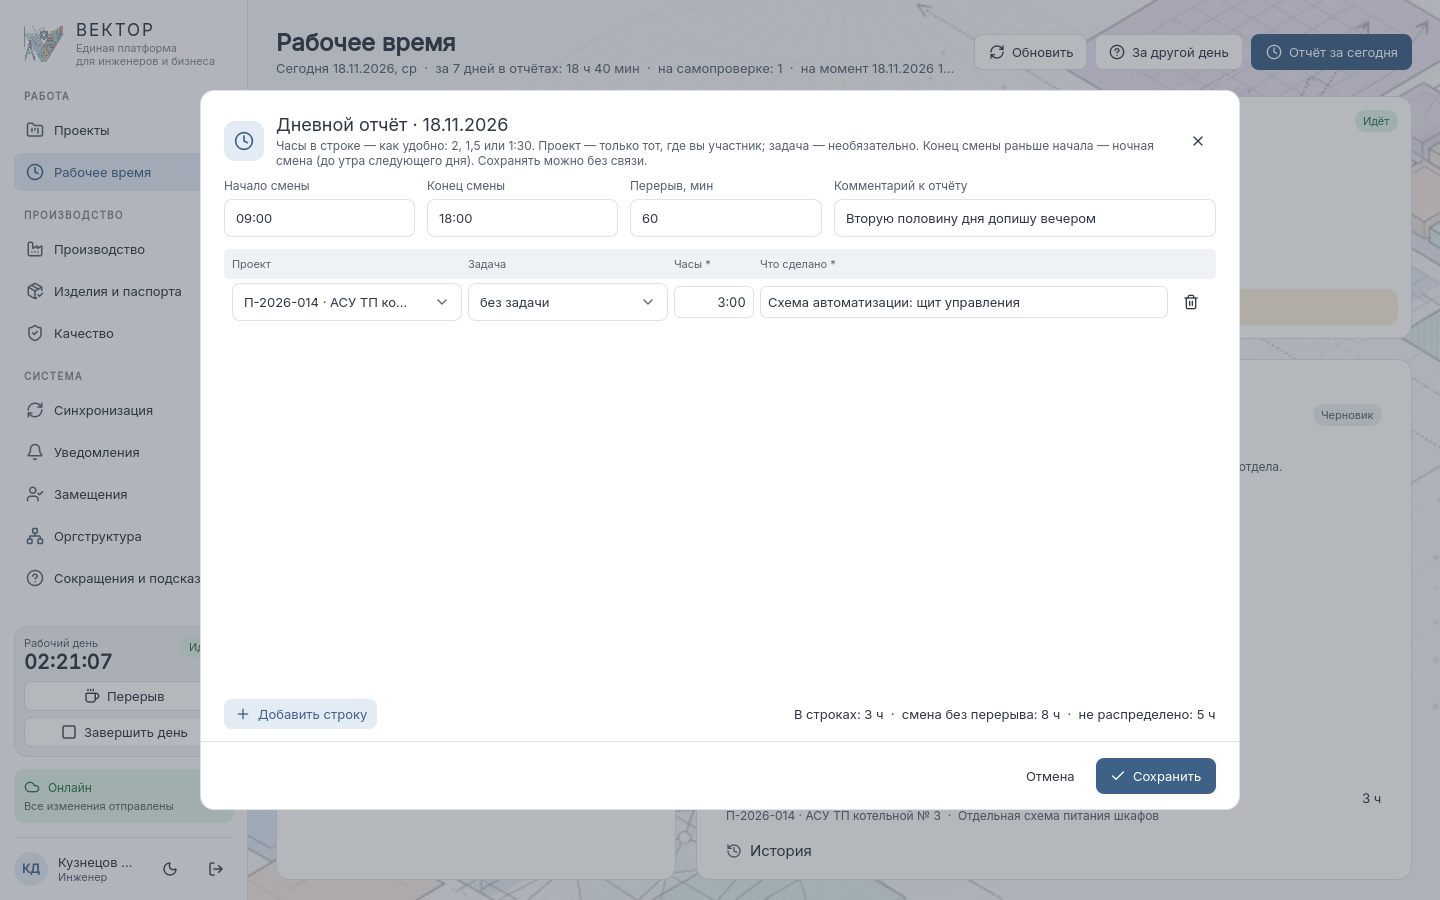 ВЕКТОР
Единая платформа
для инженеров и бизнеса
РАБОТА
Проекты
Рабочее время
ПРОИЗВОДСТВО
Производство
Изделия и паспорта
Качество
СИСТЕМА
Синхронизация
Уведомления
Замещения
Оргструктура
Сокращения и подсказ
Рабочий день
Ид
02:21:07
Перерыв
Завершить день
Онлайн
Все изменения отправлены
КД
Кузнецов ...
Инженер
Рабочее время
Сегодня 18.11.2026, ср · за 7 дней в отчётах: 18 ч 40 мин · на самопроверке: 1 · на момент 18.11.2026 1...
Обновить
За другой день
Отчёт за сегодня
Идёт
Черновик
отдела.
Дневной отчёт · 18.11.2026
Часы в строке — как удобно: 2, 1,5 или 1:30. Проект — только тот, где вы участник; задача — необязательно. Конец смены раньше начала — ночная
смена (до утра следующего дня). Сохранять можно без связи.
Начало смены
Конец смены
Перерыв, мин
Комментарий к отчёту
09:00
18:00
60
Вторую половину дня допишу вечером
Проект
Задача
Часы *
Что сделано *
П-2026-014 · АСУ ТП ко...
без задачи
3:00
Схема автоматизации: щит управления
Добавить строку
В строках: 3 ч · смена без перерыва: 8 ч · не распределено: 5 ч
Отмена
Сохранить
3 ч
П-2026-014 · АСУ ТП котельной № 3 · Отдельная схема питания шкафов
История